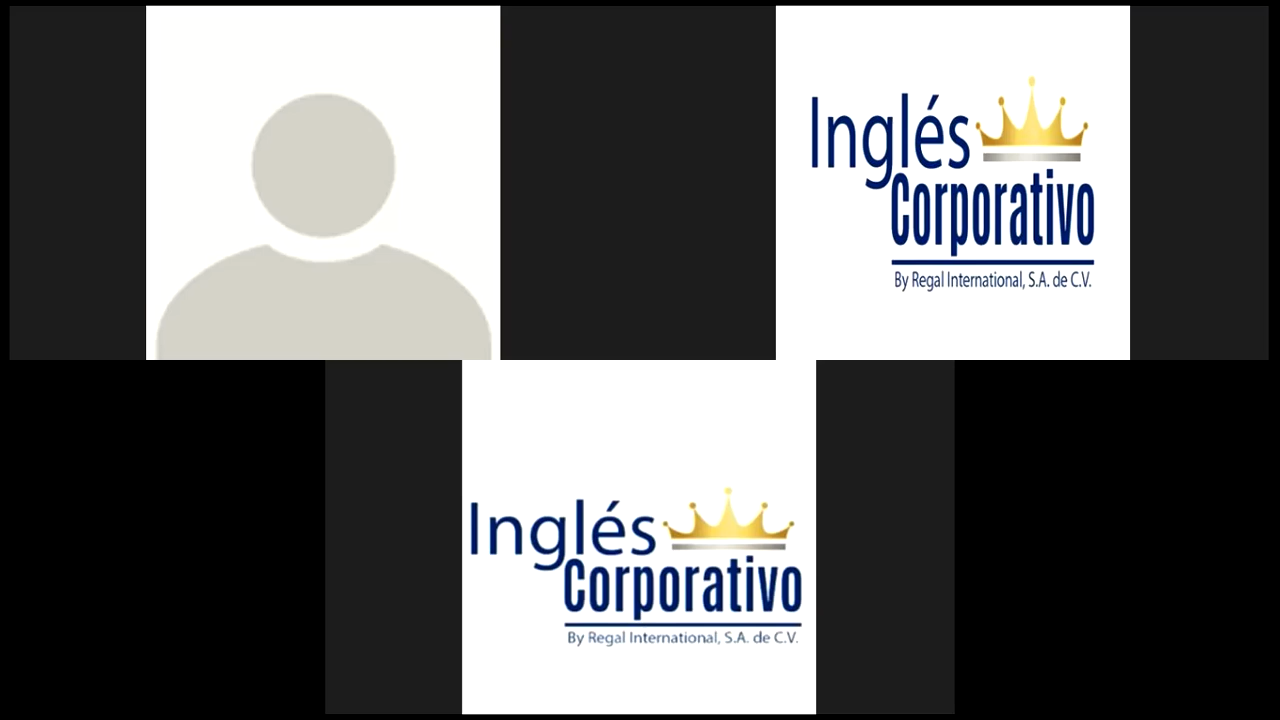 Inglés
Corporativo
By Regal International, S.A. de C.V.
Inglés
Corporativo
By Regal International, S.A. de C.V.